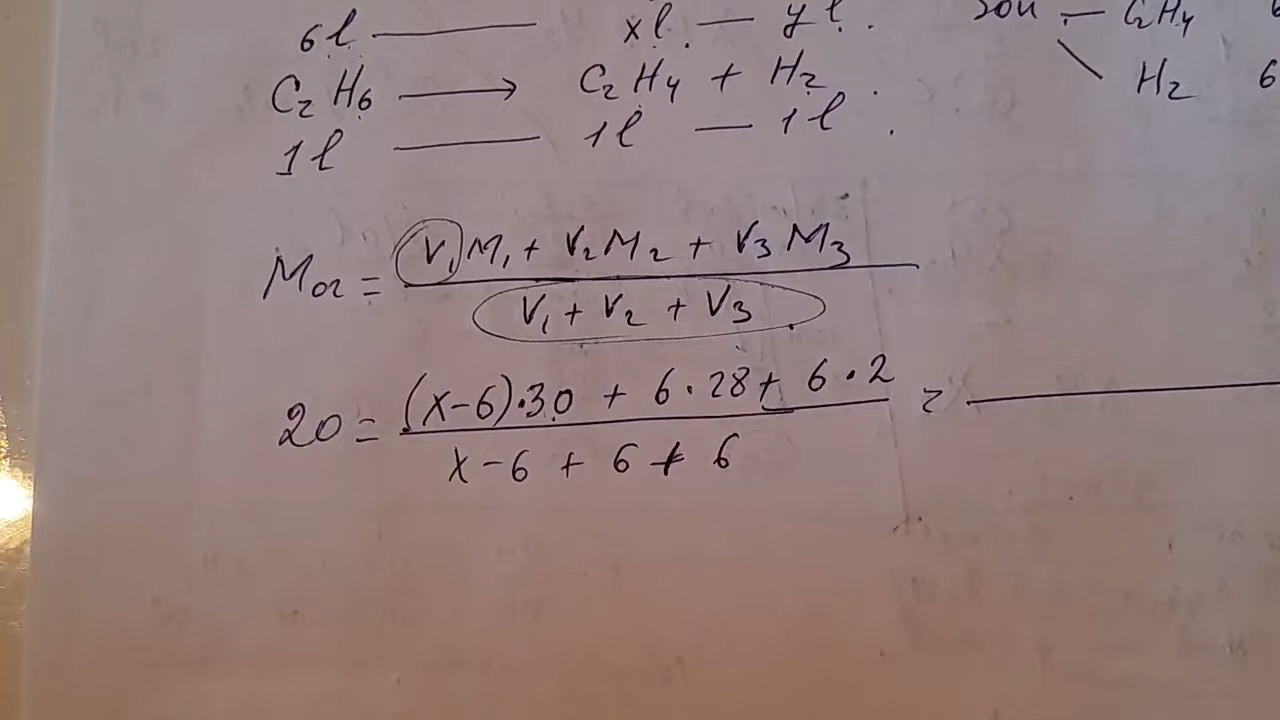 6l — xl — yl.
C₂H₆ → C₂H₄ + H₂
1l — 1l — 1l.
— C₂H₄
H₂ 6
Mor = (V₁M₁ + V₂M₂ + V₃M₃) / (V₁ + V₂ + V₃)
20 = ((x-6)·30 + 6·28 + 6·2) / (x-6 + 6 + 6) =